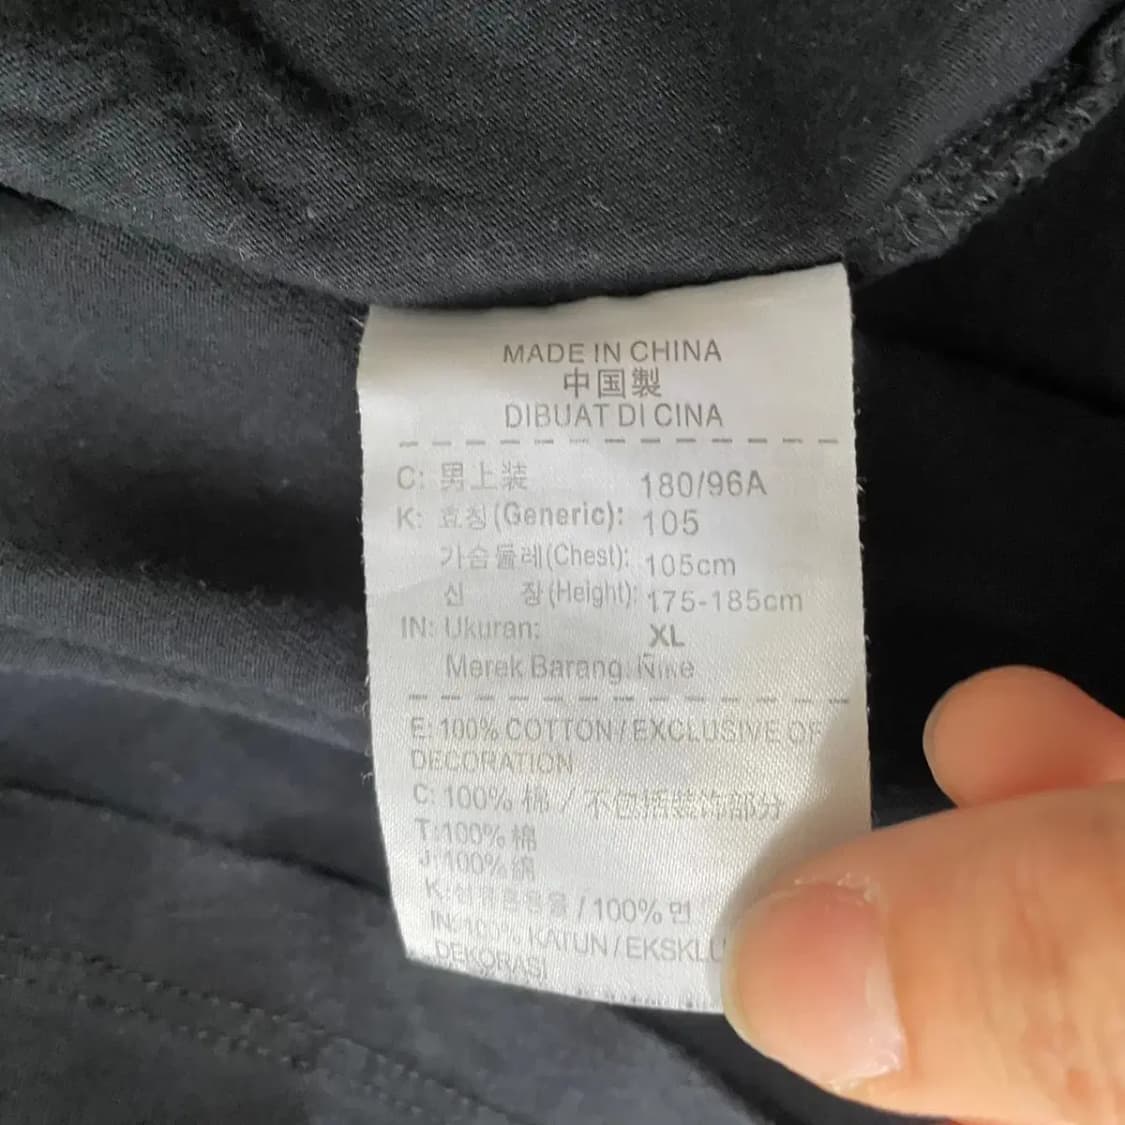 MADE IN CHINA
中国製
DIBUAT DI CINA
C: 男上装 180/96A
K: 호칭(Generic): 105
가슴둘레(Chest): 105cm
신 장(Height): 175-185cm
IN: Ukuran: XL
Merek Barang: Nike
E: 100% COTTON/EXCLUSIVE OF
DECORATION
C: 100% 棉 / 不包括装饰部分
T: 100% 棉
J: 100% 綿
K: / 100% 면
IN: 100% KATUN/EKSKLU
DEKORASI